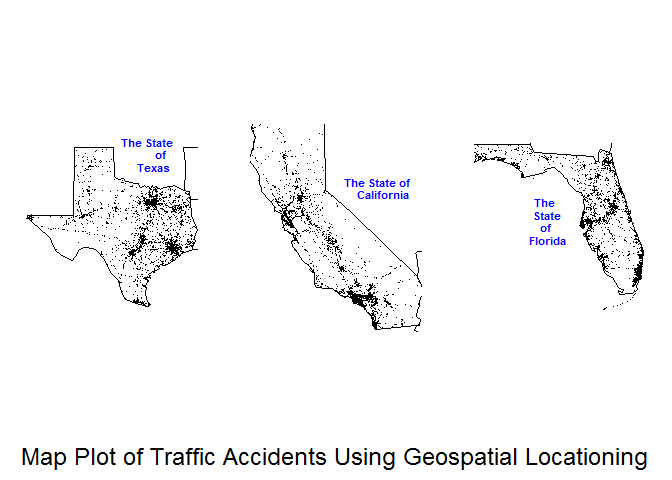 The State
of
Texas
The State of
California
The
State
of
Florida
Map Plot of Traffic Accidents Using Geospatial Locationing